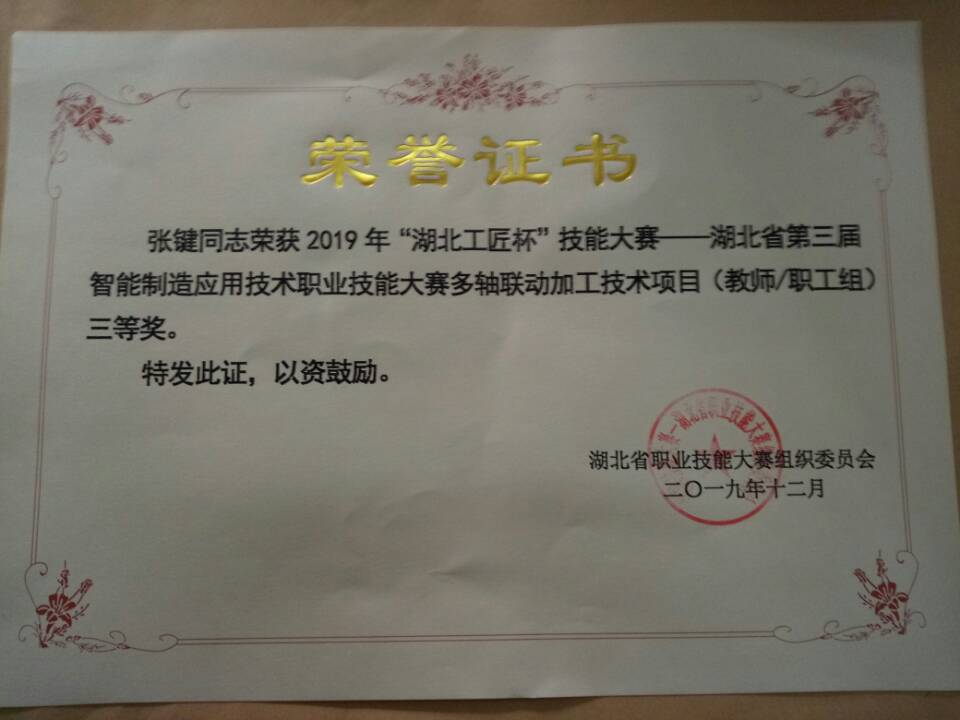 荣誉证书
张键同志荣获 2019 年“湖北工匠杯”技能大赛——湖北省第三届
智能制造应用技术职业技能大赛多轴联动加工技术项目（教师/职工组）
三等奖。
特发此证，以资鼓励。
湖北省职业技能大赛组织委员会
二〇一九年十二月